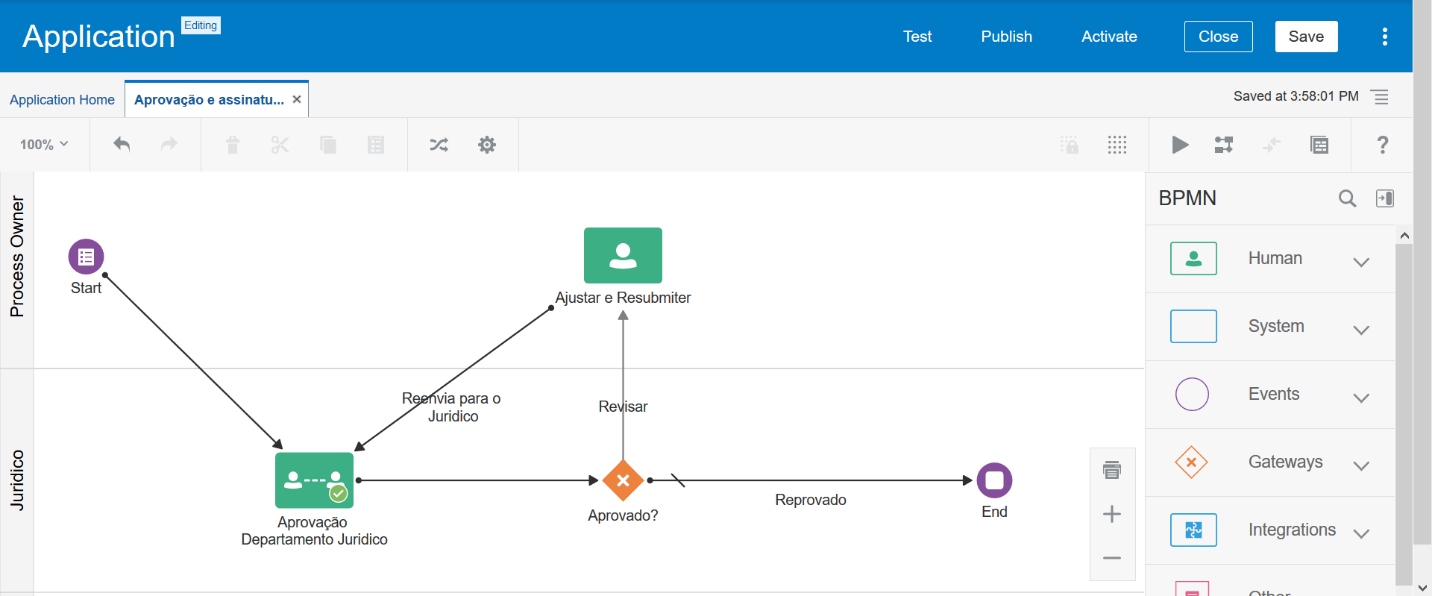 Application
Editing
Test
Publish
Activate
Close
Save
Application Home
Aprovação e assinatu...
Saved at 3:58:01 PM
100%
?
BPMN
Process Owner
Start
Ajustar e Resubmiter
Human
System
Reenvia para o
Juridico
Revisar
Events
Juridico
Gateways
Aprovação
Departamento Juridico
Aprovado?
Reprovado
End
Integrations
Other